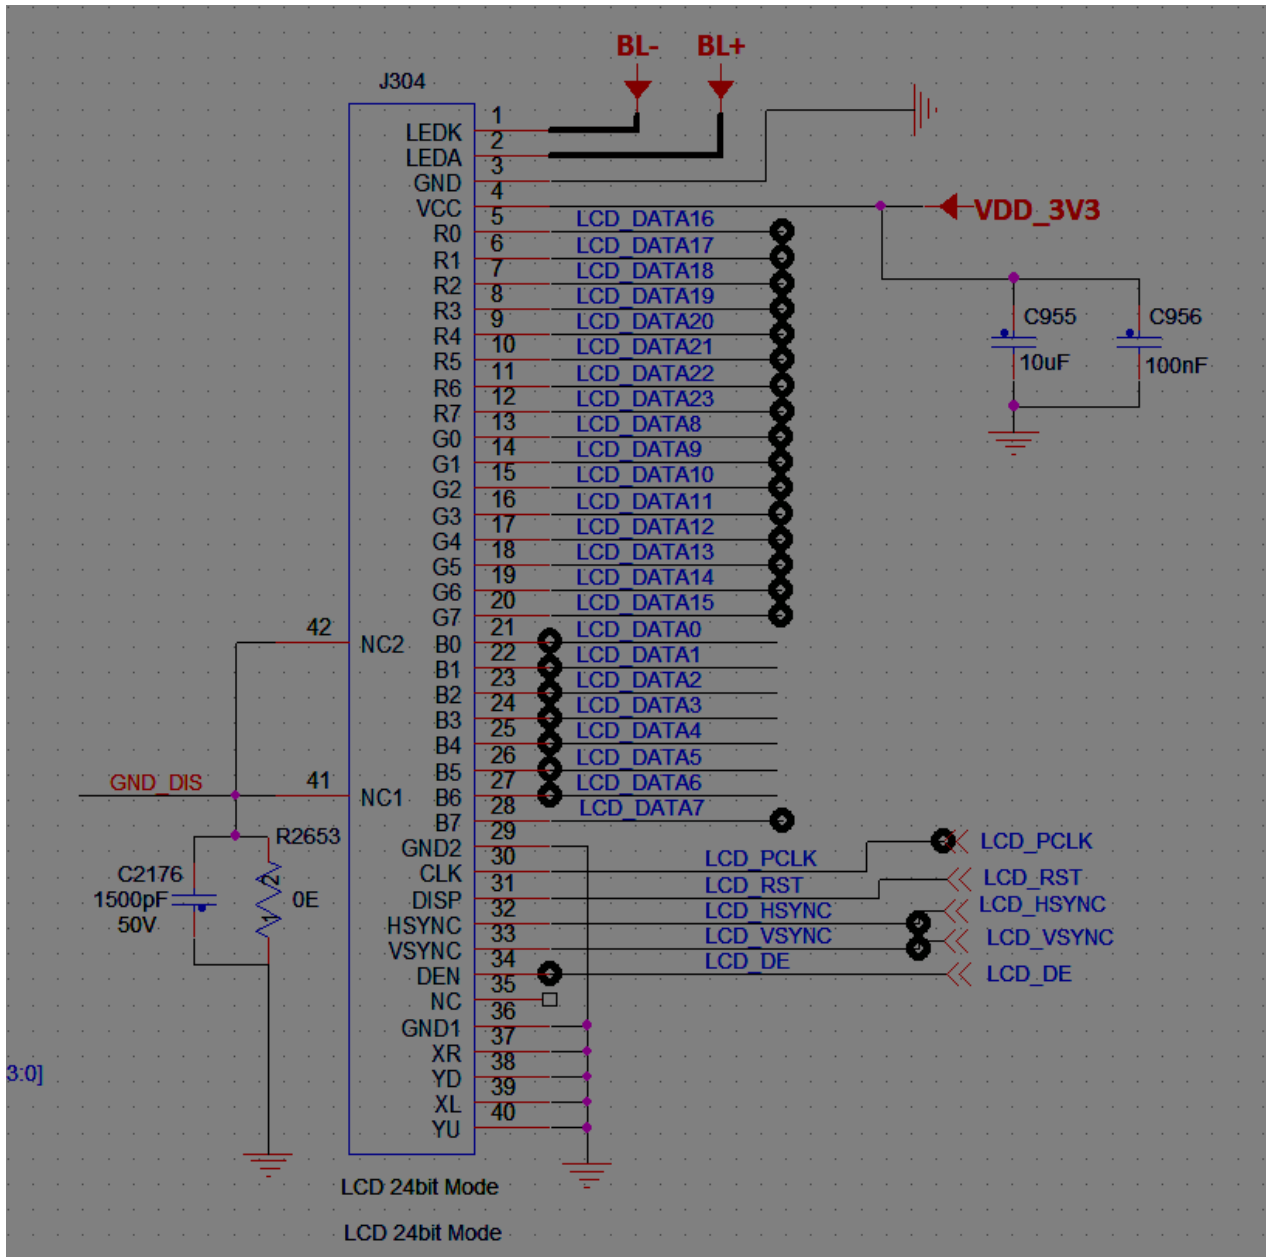 BL- BL+
J304
LEDK 1
LEDA 2
GND 3
VCC 4 VDD_3V3
R0 5 LCD_DATA16
R1 6 LCD_DATA17
R2 7 LCD_DATA18
R3 8 LCD_DATA19
R4 9 LCD_DATA20
R5 10 LCD_DATA21
R6 11 LCD_DATA22
R7 12 LCD_DATA23
G0 13 LCD_DATA8
G1 14 LCD_DATA9
G2 15 LCD_DATA10
G3 16 LCD_DATA11
G4 17 LCD_DATA12
G5 18 LCD_DATA13
G6 19 LCD_DATA14
G7 20 LCD_DATA15
B0 21 LCD_DATA0
B1 22 LCD_DATA1
B2 23 LCD_DATA2
B3 24 LCD_DATA3
B4 25 LCD_DATA4
B5 26 LCD_DATA5
B6 27 LCD_DATA6
B7 28 LCD_DATA7
GND2 29
CLK 30 LCD_PCLK LCD_PCLK
DISP 31 LCD_RST LCD_RST
HSYNC 32 LCD_HSYNC LCD_HSYNC
VSYNC 33 LCD_VSYNC LCD_VSYNC
DEN 34 LCD_DE LCD_DE
NC 35
GND1 36
XR 37
YD 38
XL 39
YU 40
C955
10uF
C956
100nF
42 NC2
GND_DIS 41 NC1
R2653
2
1
0E
C2176
1500pF
50V
3:0]
LCD 24bit Mode
LCD 24bit Mode